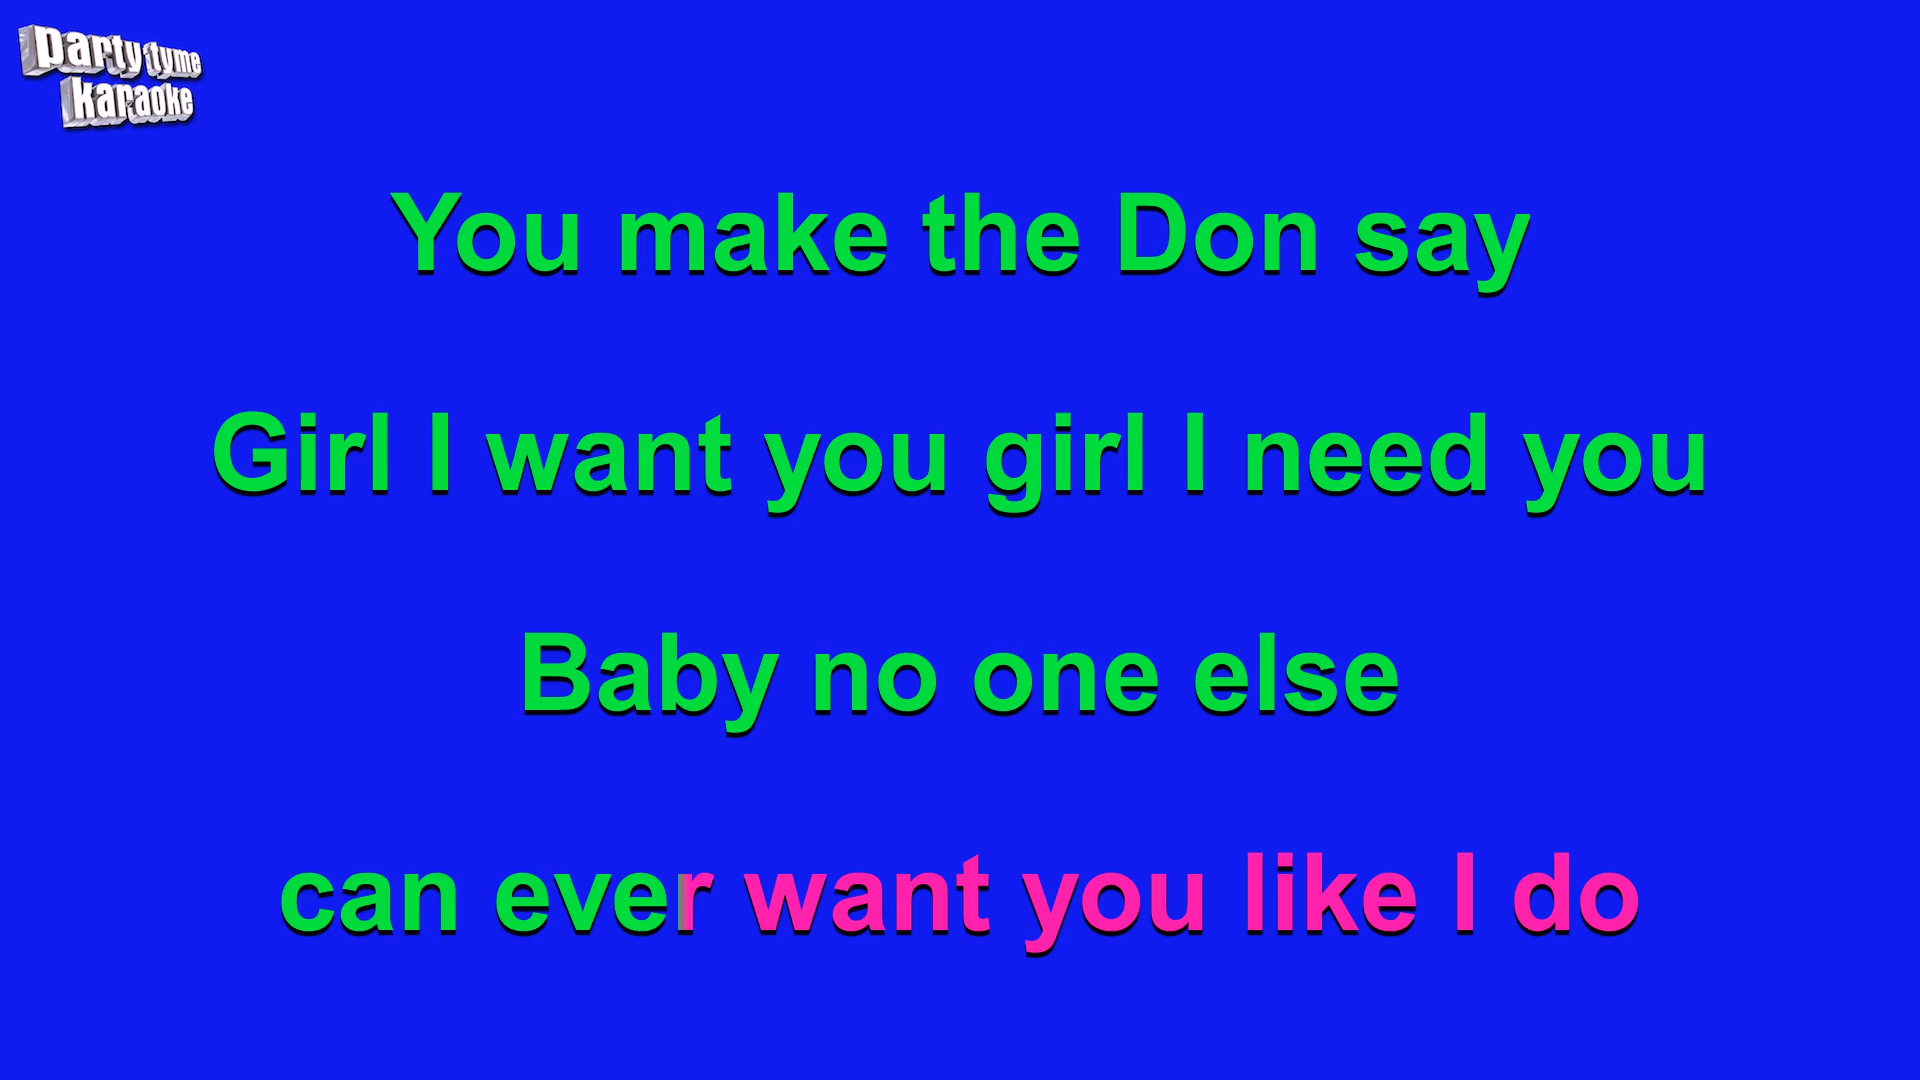 party tyme
karaoke
You make the Don say
Girl I want you girl I need you
Baby no one else
can ever want you like I do